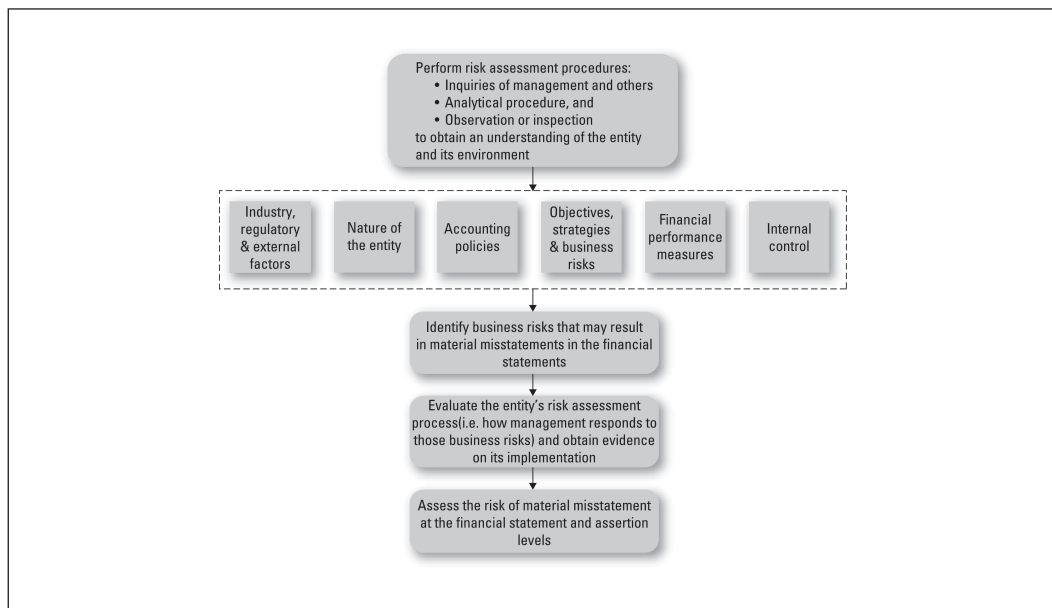 Perform risk assessment procedures:
• Inquiries of management and others
• Analytical procedure, and
• Observation or inspection
to obtain an understanding of the entity
and its environment
Industry,
regulatory
& external
factors
Nature of
the entity
Accounting
policies
Objectives,
strategies
& business
risks
Financial
performance
measures
Internal
control
Identify business risks that may result
in material misstatements in the financial
statements
Evaluate the entity's risk assessment
process(i.e. how management responds to
those business risks) and obtain evidence
on its implementation
Assess the risk of material misstatement
at the financial statement and assertion
levels